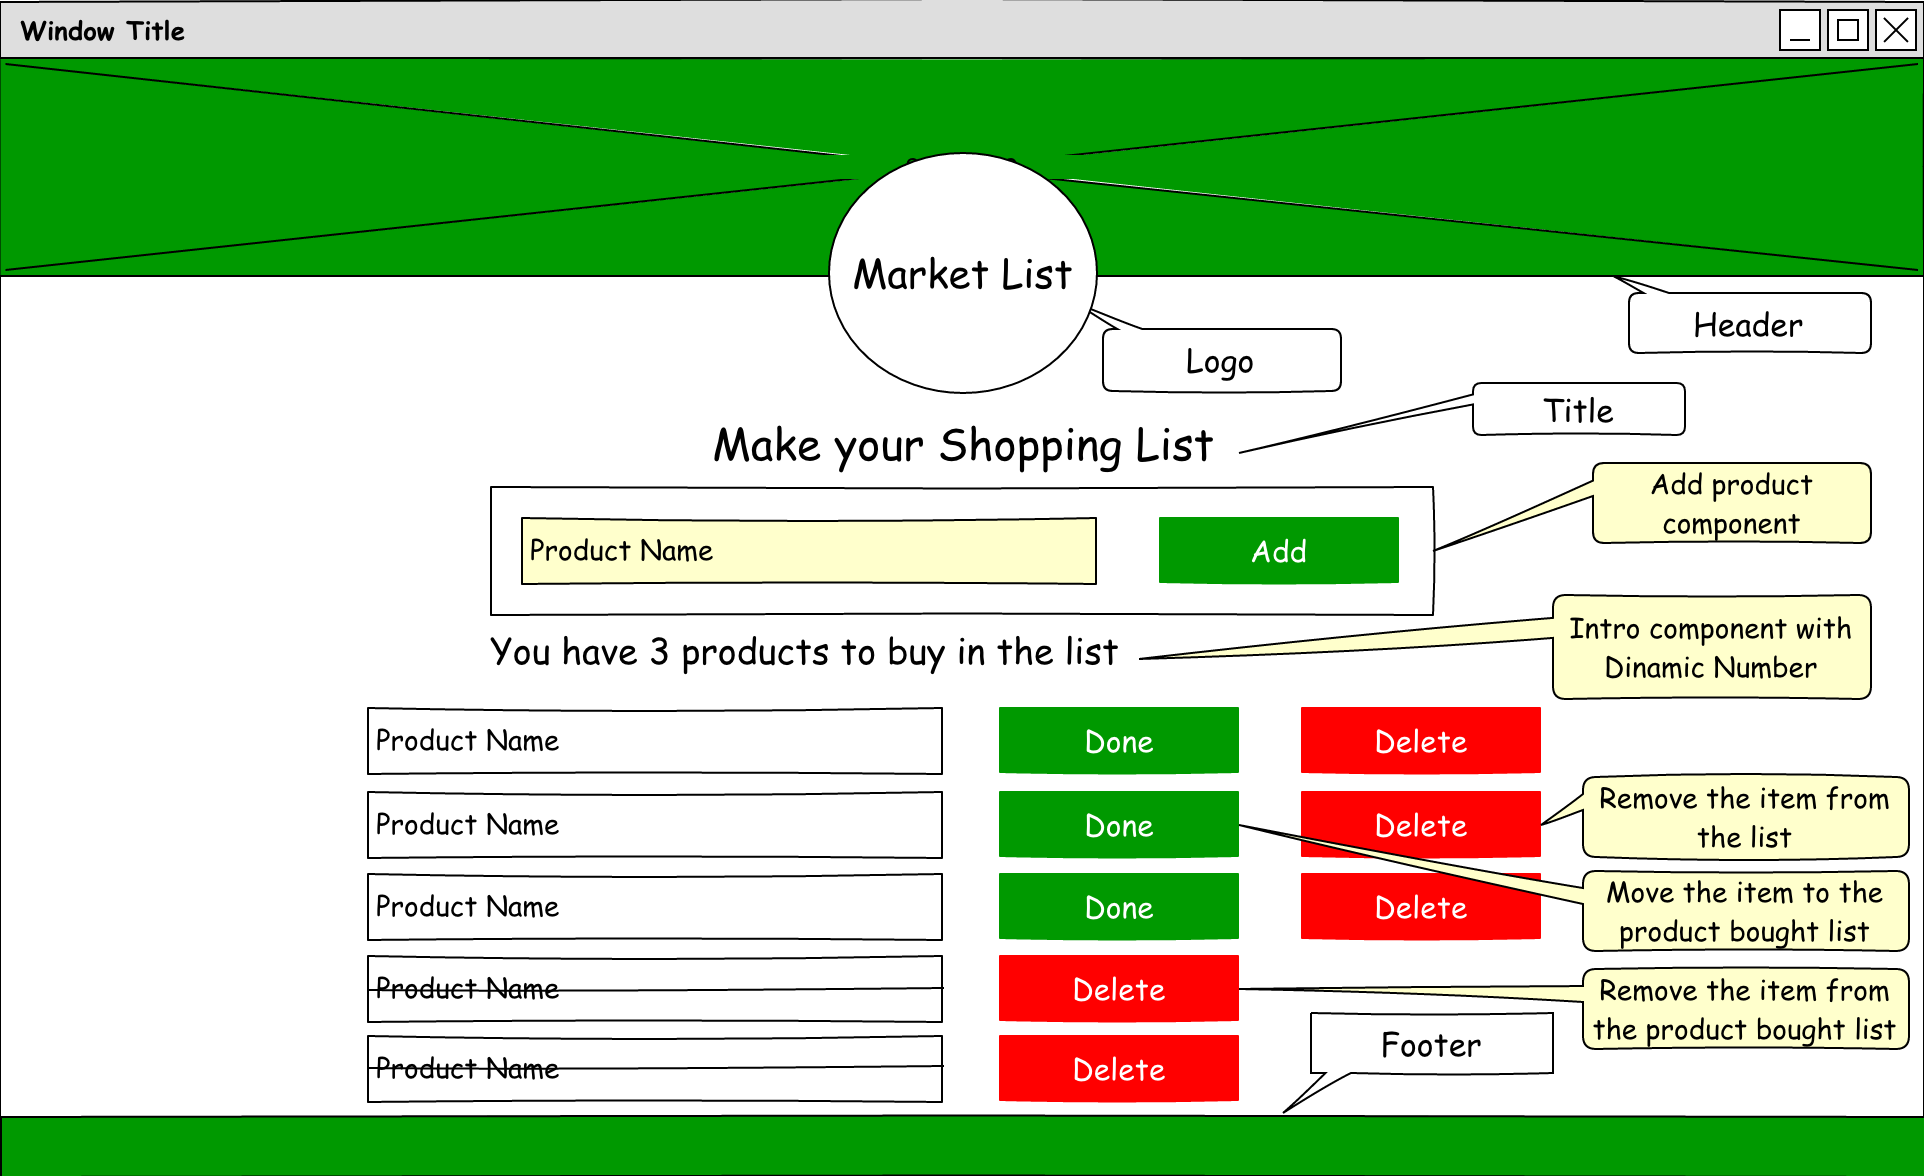 Window Title
Market List
Header
Logo
Title
Make your Shopping List
Add product
component
Product Name
Add
Intro component with
Dinamic Number
You have 3 products to buy in the list
Product Name
Done
Delete
Remove the item from
the list
Product Name
Done
Delete
Move the item to the
product bought list
Product Name
Done
Delete
Remove the item from
the product bought list
Product Name
Delete
Footer
Product Name
Delete